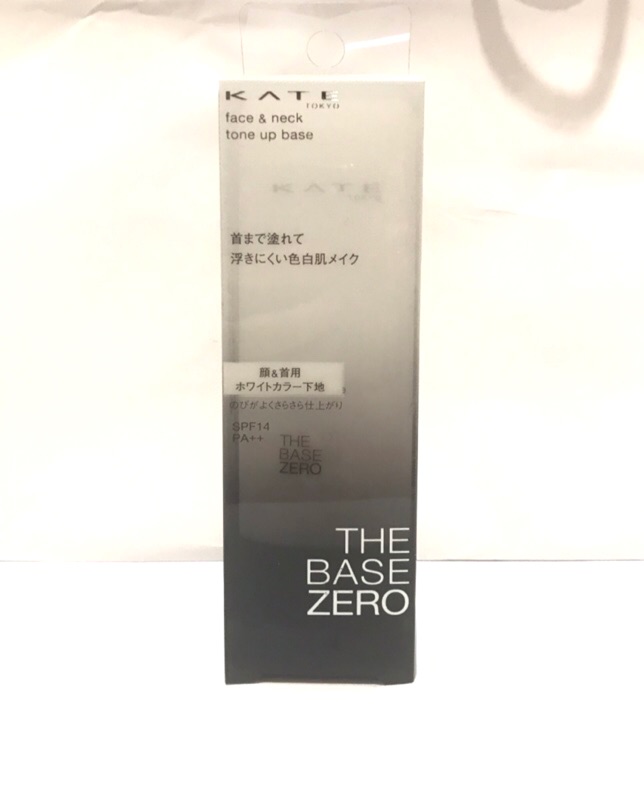 KATE
TOKYO
face & neck
tone up base
KATE
首まで塗れて
浮きにくい色白肌メイク
顔&首用
ホワイトカラー下地
のびがよくさらさら仕上がり
SPF14
PA++
THE
BASE
ZERO
THE
BASE
ZERO